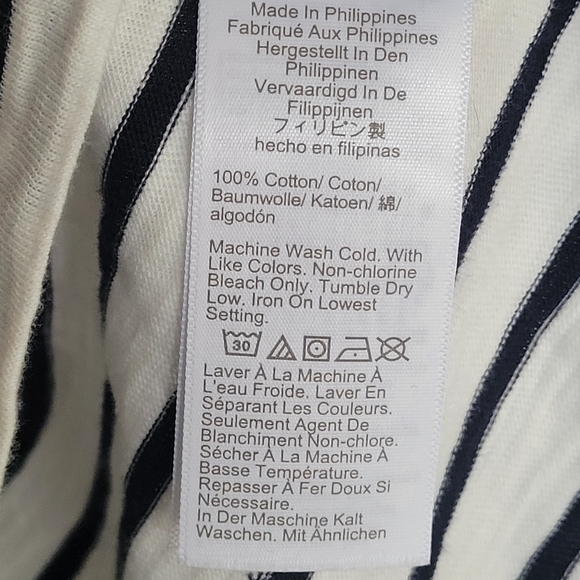 Made In Philippines
Fabriqué Aux Philippines
Hergestellt In Den
Philippinen
Vervaardigd In De
Filippijnen
フィリピン製
hecho en filipinas
100% Cotton/ Coton/
Baumwolle/ Katoen/ 綿/
algodón
Machine Wash Cold. With
Like Colors. Non-chlorine
Bleach Only. Tumble Dry
Low. Iron On Lowest
Setting.
30
Laver À La Machine À
L'eau Froide. Laver En
Séparant Les Couleurs.
Seulement Agent De
Blanchiment Non-chlore.
Sécher À La Machine À
Basse Température.
Repasser À Fer Doux Si
Nécessaire.
In Der Maschine Kalt
Waschen. Mit Ähnlichen